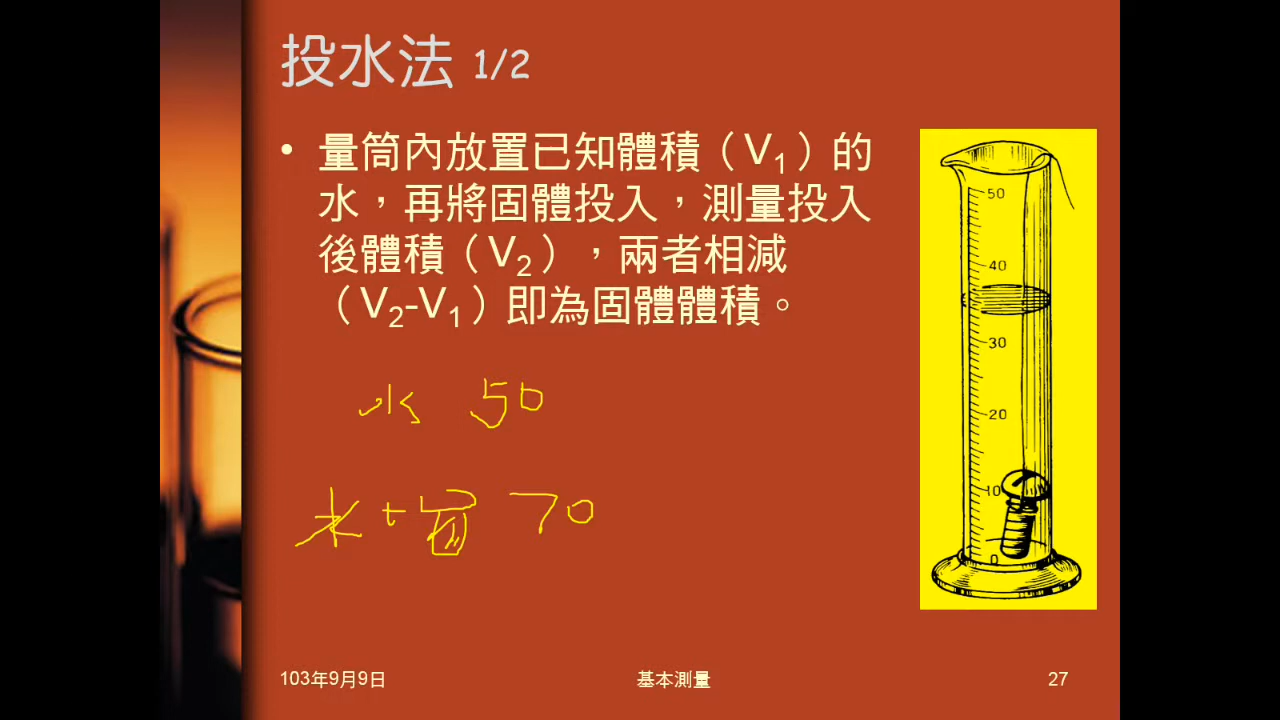 投水法 1/2
• 量筒內放置已知體積（V₁）的
水，再將固體投入，測量投入
後體積（V₂），兩者相減
（V₂-V₁）即為固體體積。
水 50
水+固 70
50
40
30
20
10
0
103年9月9日
基本測量
27